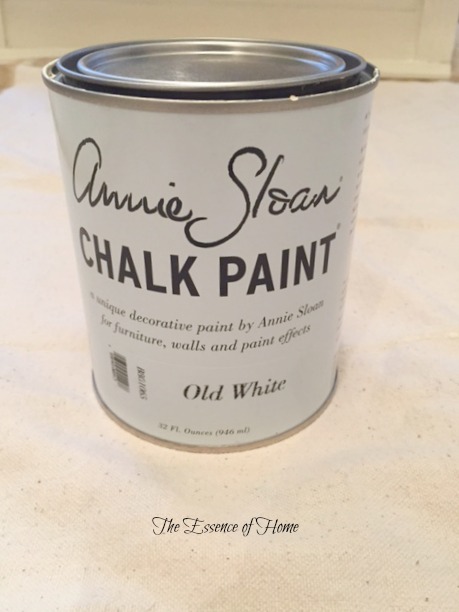 Annie Sloan®
CHALK PAINT®
a unique decorative paint by Annie Sloan
for furniture, walls and paint effects
Old White
32 Fl. Ounces (946 ml)
The Essence of Home